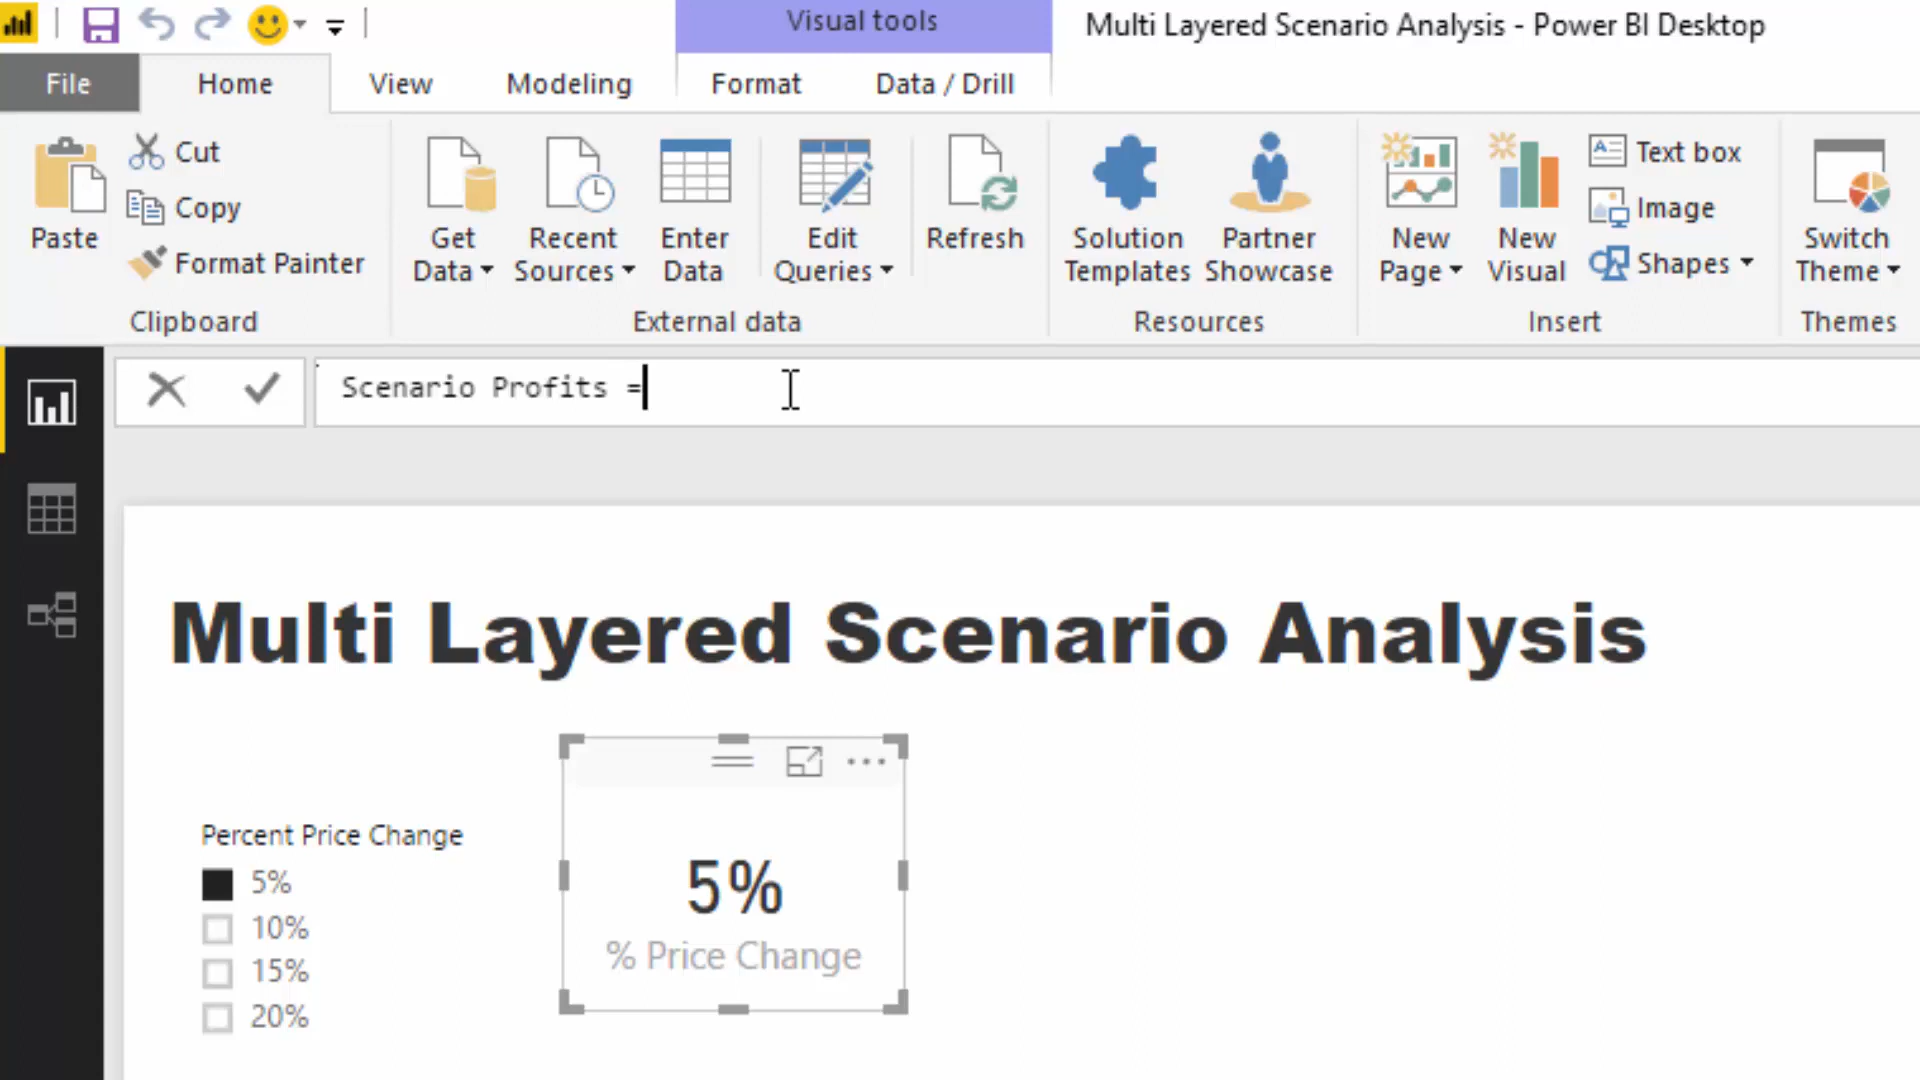 Visual tools
Multi Layered Scenario Analysis - Power BI Desktop
File
Home
View
Modeling
Format
Data / Drill
Paste
Cut
Copy
Format Painter
Get
Data
Recent
Sources
Enter
Data
Edit
Queries
Refresh
Solution
Templates
Partner
Showcase
New
Page
New
Visual
Text box
Image
Shapes
Switch
Theme
Clipboard
External data
Resources
Insert
Themes
Scenario Profits =
Multi Layered Scenario Analysis
Percent Price Change
5%
10%
15%
20%
5%
% Price Change